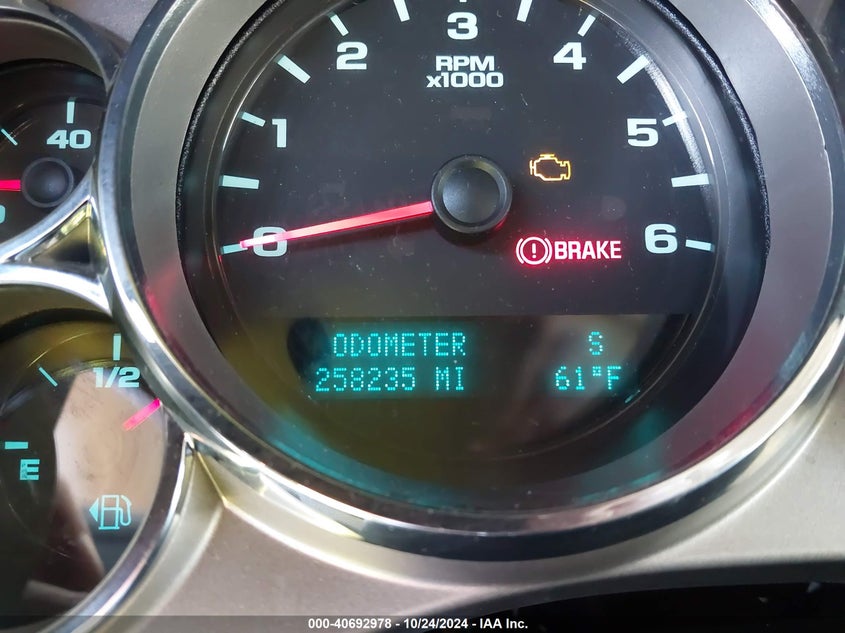 3
2
4
RPM
x1000
40
1
5
0
6
BRAKE
ODOMETER S
258235 MI 61°F
1/2
E
000-40692978 - 10/24/2024 - IAA Inc.